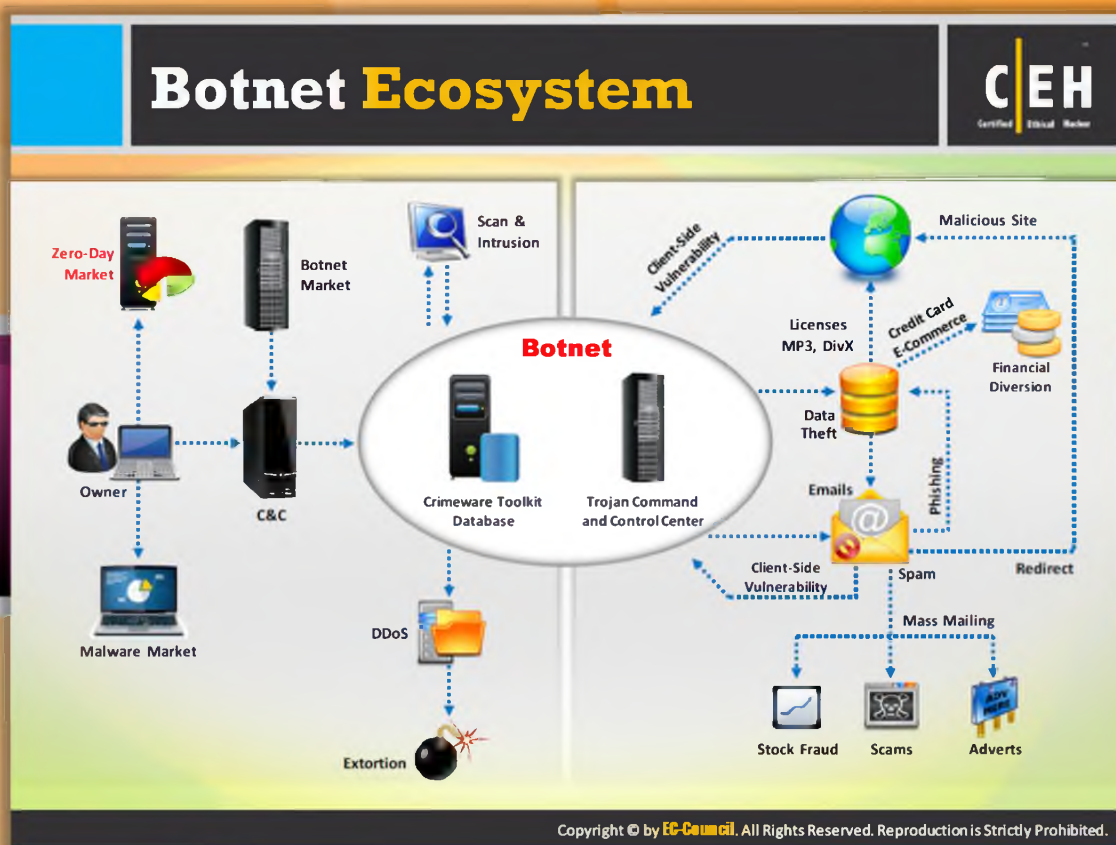 Botnet Ecosystem
CEH
Certified Ethical Hacker
Zero-Day
Market
Botnet
Market
Scan &
Intrusion
Owner
C&C
Malware Market
Botnet
Crimeware Toolkit
Database
Trojan Command
and Control Center
DDoS
Extortion
Client-Side
Vulnerability
Malicious Site
Licenses
MP3, DivX
Credit Card
E-Commerce
Financial
Diversion
Data
Theft
Phishing
Emails
@
Client-Side
Vulnerability
Spam
Redirect
Mass Mailing
Stock Fraud
Scams
ADV
HERE
Adverts
Copyright © by EC-Council. All Rights Reserved. Reproduction is Strictly Prohibited.